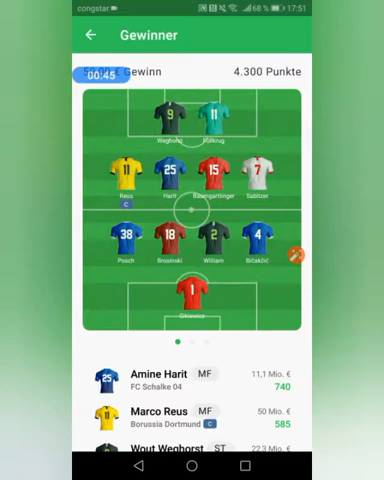 congstar 68 % 17:51
Gewinner
€ Gewinn 4.300 Punkte
00:45
9 11
Weghorst Füllkrug
11 25 15 7
Reus Harit Baumgartlinger Sabitzer
C
38 18 2 4
Posch Brosinski William Bičakčić
1
Gikiewicz
25 Amine Harit MF 11,1 Mio. €
FC Schalke 04 740
11 Marco Reus MF 50 Mio. €
Borussia Dortmund C 585
Wout Weghorst ST 22,3 Mio. €